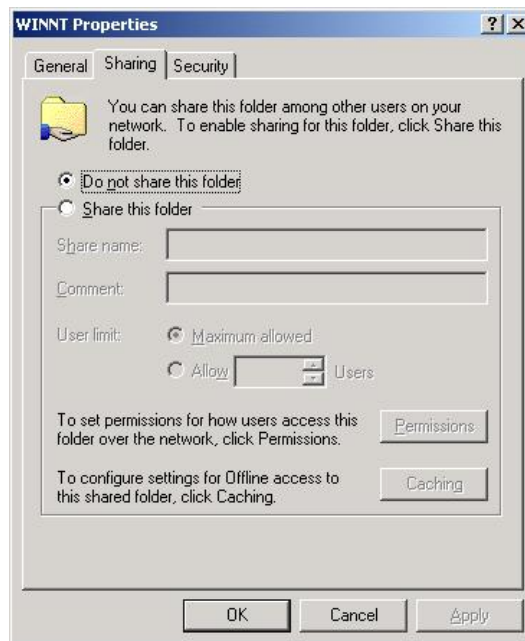 WINNT Properties
General Sharing Security
You can share this folder among other users on your
network. To enable sharing for this folder, click Share this
folder.
Do not share this folder
Share this folder
Share name:
Comment:
User limit: Maximum allowed
Allow Users
To set permissions for how users access this
folder over the network, click Permissions.
Permissions
To configure settings for Offline access to
this shared folder, click Caching.
Caching
OK Cancel Apply